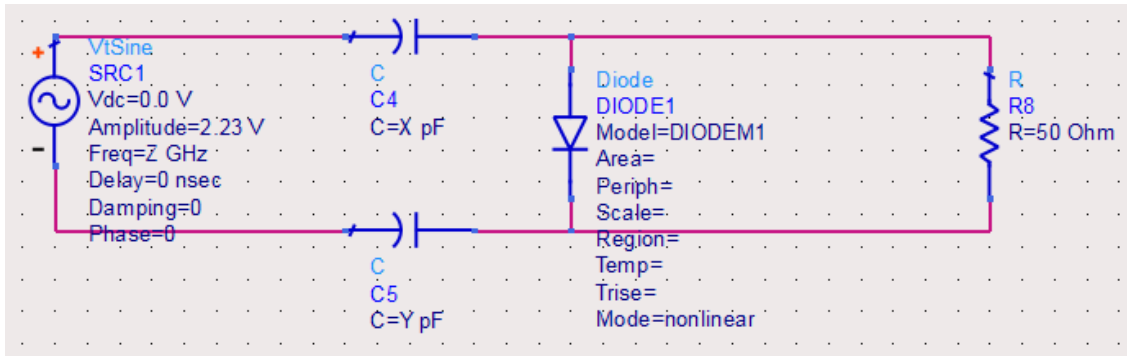 VtSine
SRC1
Vdc=0.0 V
Amplitude=2.23 V
Freq=Z GHz
Delay=0 nsec
Damping=0
Phase=0
C
C4
C=X pF
C
C5
C=Y pF
Diode
DIODE1
Model=DIODEM1
Area=
Periph=
Scale=
Region=
Temp=
Trise=
Mode=nonlinear
R
R8
R=50 Ohm